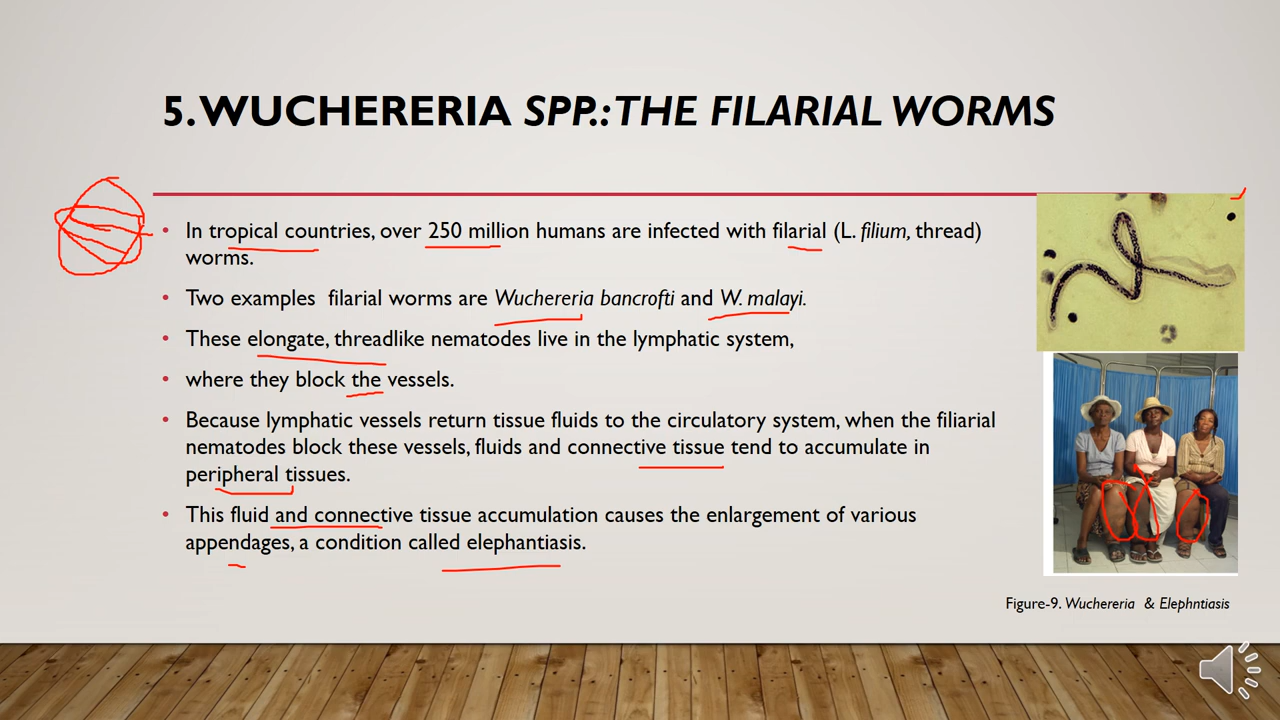 5. WUCHERERIA SPP.: THE FILARIAL WORMS
In tropical countries, over 250 million humans are infected with filarial (L. filium, thread)
worms.
Two examples filarial worms are Wuchereria bancrofti and W. malayi.
These elongate, threadlike nematodes live in the lymphatic system,
where they block the vessels.
Because lymphatic vessels return tissue fluids to the circulatory system, when the filiarial
nematodes block these vessels, fluids and connective tissue tend to accumulate in
peripheral tissues.
This fluid and connective tissue accumulation causes the enlargement of various
appendages, a condition called elephantiasis.
Figure-9. Wuchereria & Elephntiasis